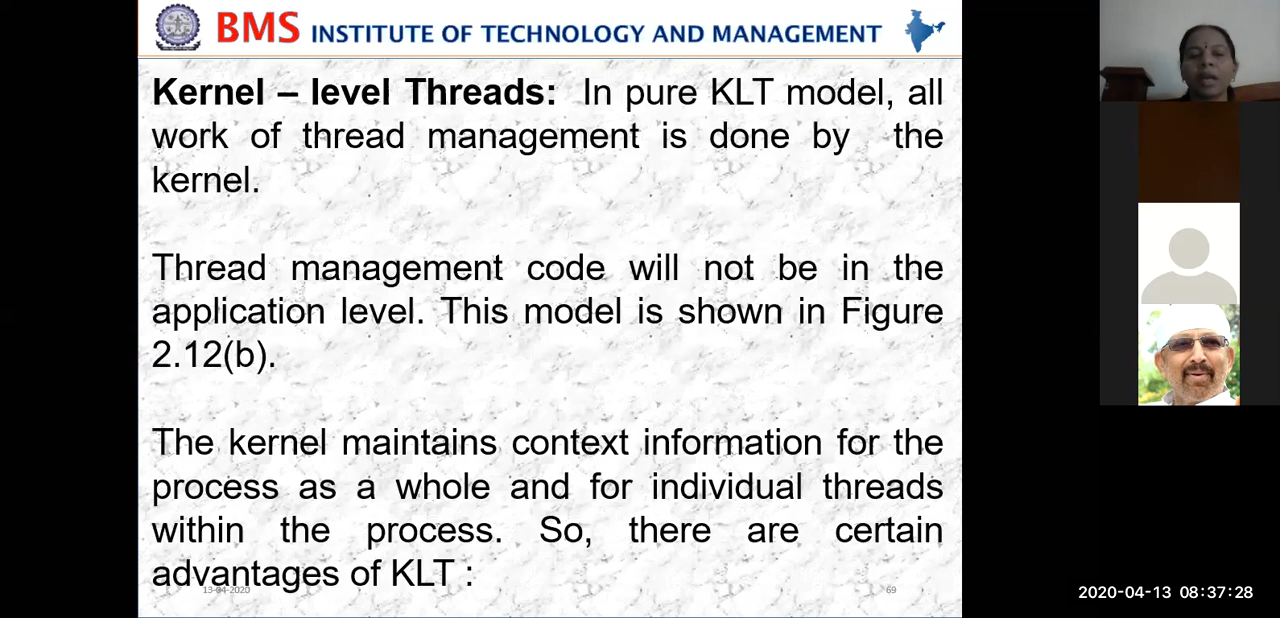 BMS INSTITUTE OF TECHNOLOGY AND MANAGEMENT
Kernel – level Threads: In pure KLT model, all
work of thread management is done by the
kernel.
Thread management code will not be in the
application level. This model is shown in Figure
2.12(b).
The kernel maintains context information for the
process as a whole and for individual threads
within the process. So, there are certain
advantages of KLT :
13-04-2020
69
2020-04-13 08:37:28